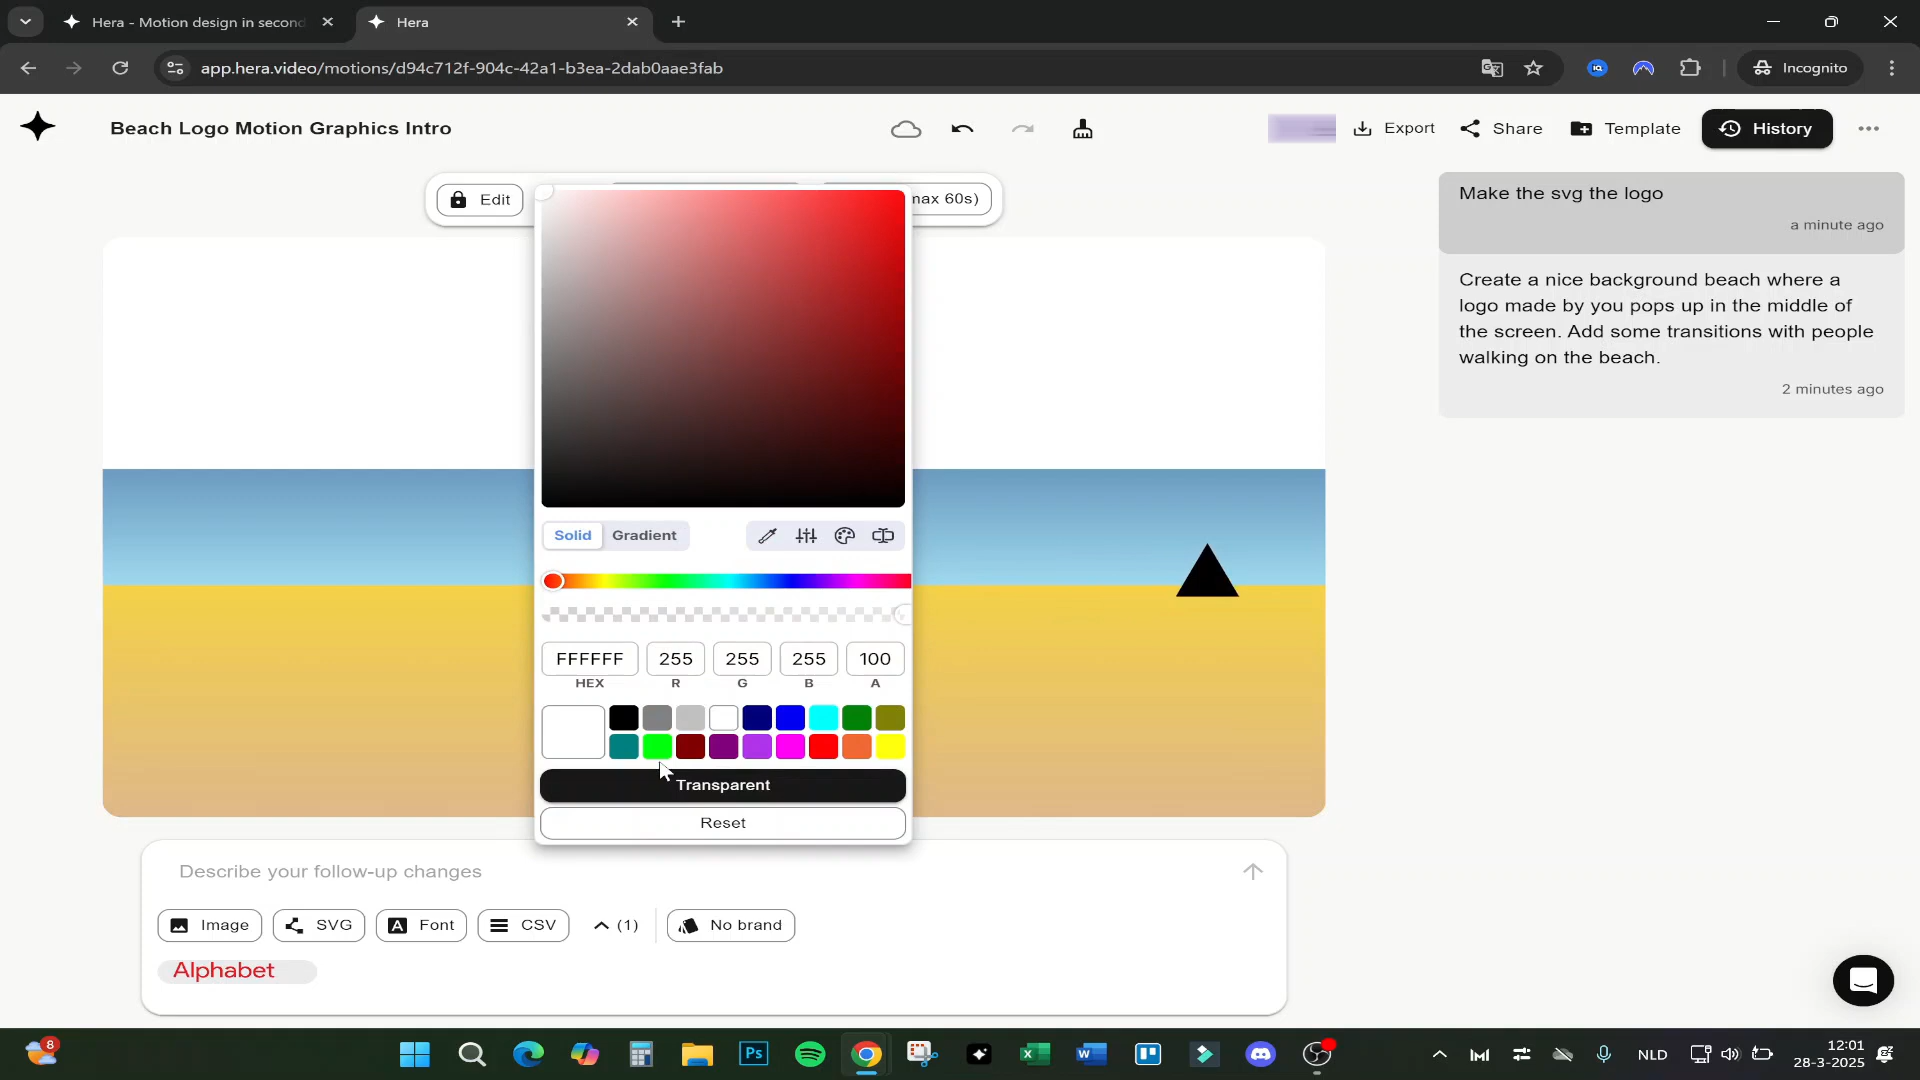 Hera - Motion design in second
Hera
app.hera.video/motions/d94c712f-904c-42a1-b3ea-2dab0aae3fab
Incognito
Beach Logo Motion Graphics Intro
Export
Share
Template
History
Edit
max 60s)
Make the svg the logo
a minute ago
Create a nice background beach where a
logo made by you pops up in the middle of
the screen. Add some transitions with people
walking on the beach.
2 minutes ago
Solid
Gradient
FFFFFF
255
255
255
100
HEX
R
G
B
A
Transparent
Reset
Describe your follow-up changes
Image
SVG
Font
CSV
(1)
No brand
Alphabet
8
NLD
12:01
28-3-2025